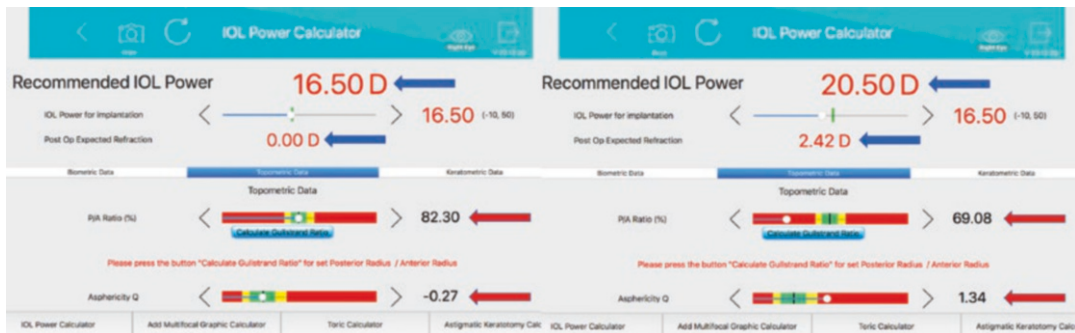 IOL Power Calculator
Right Eye
Recommended IOL Power 16.50 D
IOL Power for Implantation 16.50 (-10, 50)
Post Op Expected Refraction 0.00 D
Biometric Data Topometric Data Keratometric Data
Topometric Data
P/A Ratio (%) 82.30
Calculate Gullstrand Ratio
Please press the button "Calculate Gullstrand Ratio" for set Posterior Radius / Anterior Radius
Asphericity Q -0.27
IOL Power Calculator Add Multifocal Graphic Calculator Toric Calculator Astigmatic Keratotomy Calc
IOL Power Calculator
Right Eye
Recommended IOL Power 20.50 D
IOL Power for Implantation 16.50 (-10, 50)
Post Op Expected Refraction 2.42 D
Biometric Data Topometric Data Keratometric Data
Topometric Data
P/A Ratio (%) 69.08
Calculate Gullstrand Ratio
Please press the button "Calculate Gullstrand Ratio" for set Posterior Radius / Anterior Radius
Asphericity Q 1.34
IOL Power Calculator Add Multifocal Graphic Calculator Toric Calculator Astigmatic Keratotomy Calc